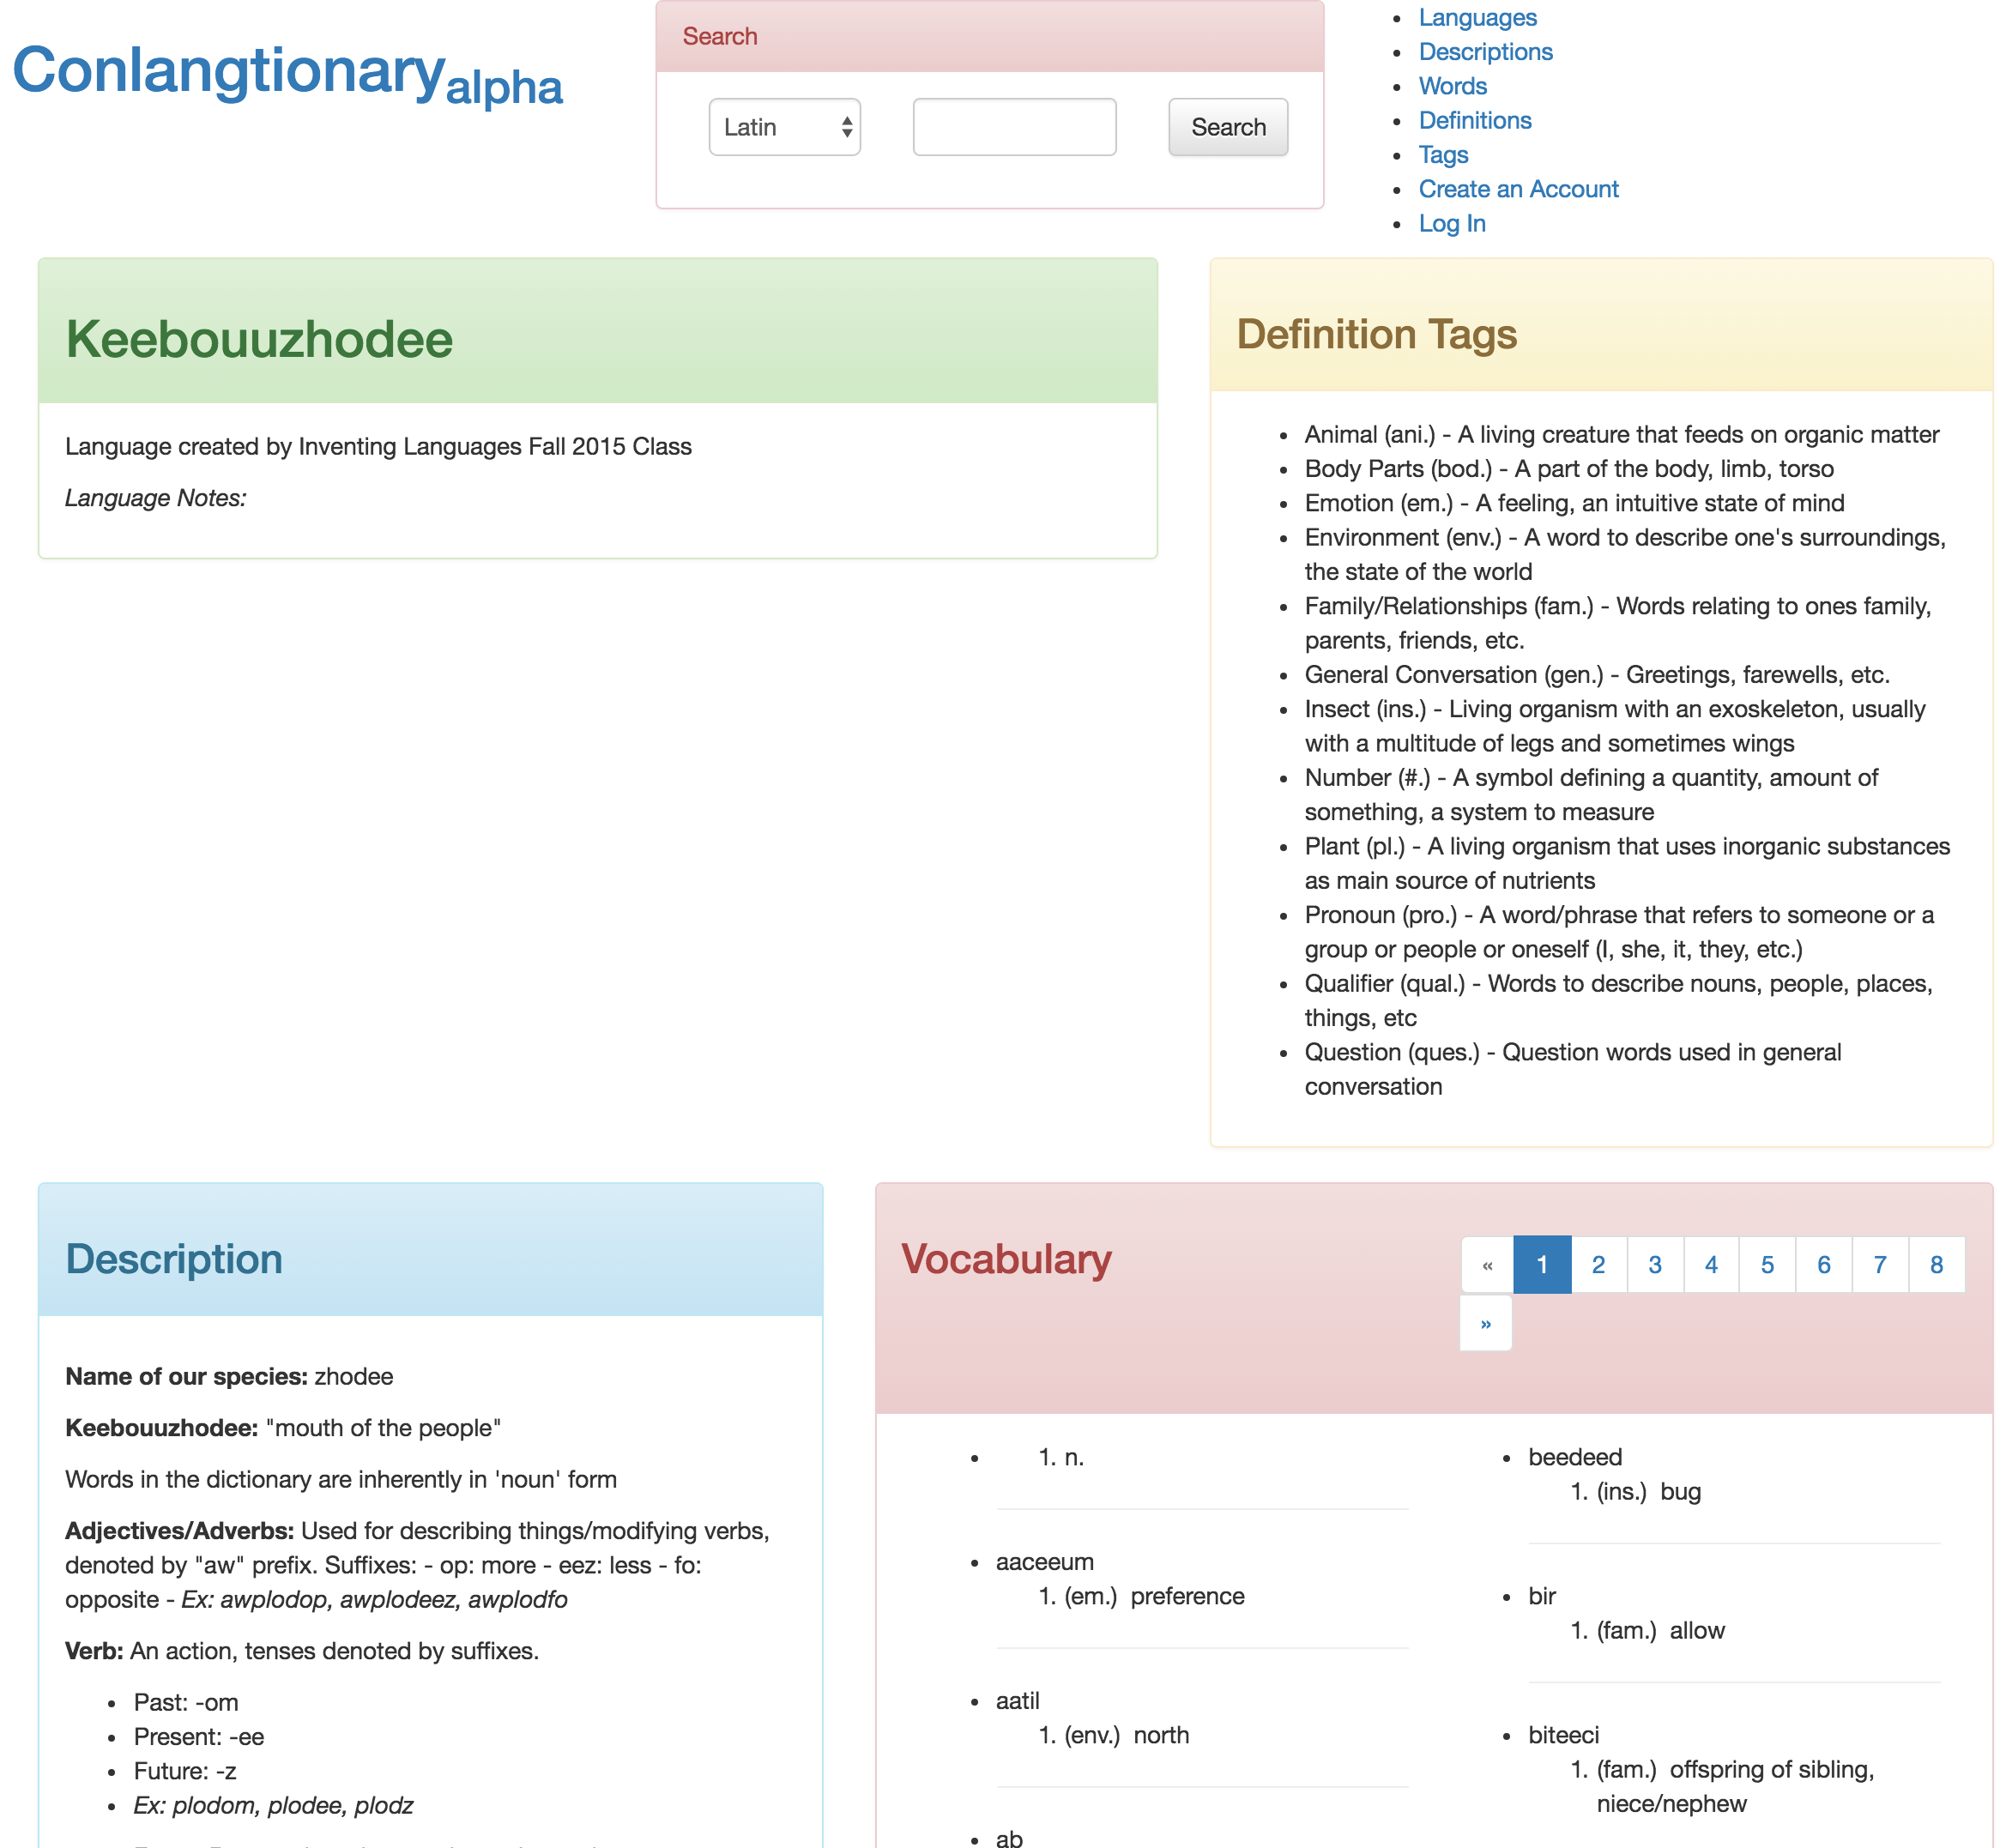 Conlangtionary alpha
Search
Latin
Search
Languages
Descriptions
Words
Definitions
Tags
Create an Account
Log In
Keebouuzhodee
Language created by Inventing Languages Fall 2015 Class
Language Notes:
Definition Tags
Animal (ani.) - A living creature that feeds on organic matter
Body Parts (bod.) - A part of the body, limb, torso
Emotion (em.) - A feeling, an intuitive state of mind
Environment (env.) - A word to describe one's surroundings,
the state of the world
Family/Relationships (fam.) - Words relating to ones family,
parents, friends, etc.
General Conversation (gen.) - Greetings, farewells, etc.
Insect (ins.) - Living organism with an exoskeleton, usually
with a multitude of legs and sometimes wings
Number (#.) - A symbol defining a quantity, amount of
something, a system to measure
Plant (pl.) - A living organism that uses inorganic substances
as main source of nutrients
Pronoun (pro.) - A word/phrase that refers to someone or a
group or people or oneself (I, she, it, they, etc.)
Qualifier (qual.) - Words to describe nouns, people, places,
things, etc
Question (ques.) - Question words used in general
conversation
Description
Name of our species: zhodee
Keebouuzhodee: "mouth of the people"
Words in the dictionary are inherently in 'noun' form
Adjectives/Adverbs: Used for describing things/modifying verbs,
denoted by "aw" prefix. Suffixes: - op: more - eez: less - fo:
opposite - Ex: awplodop, awplodeez, awplodfo
Verb: An action, tenses denoted by suffixes.
Past: -om
Present: -ee
Future: -z
Ex: plodom, plodee, plodz
Vocabulary
« 1 2 3 4 5 6 7 8
»
1. n.
aaceeum
1. (em.) preference
aatil
1. (env.) north
ab
beedeed
1. (ins.) bug
bir
1. (fam.) allow
biteeci
1. (fam.) offspring of sibling,
niece/nephew